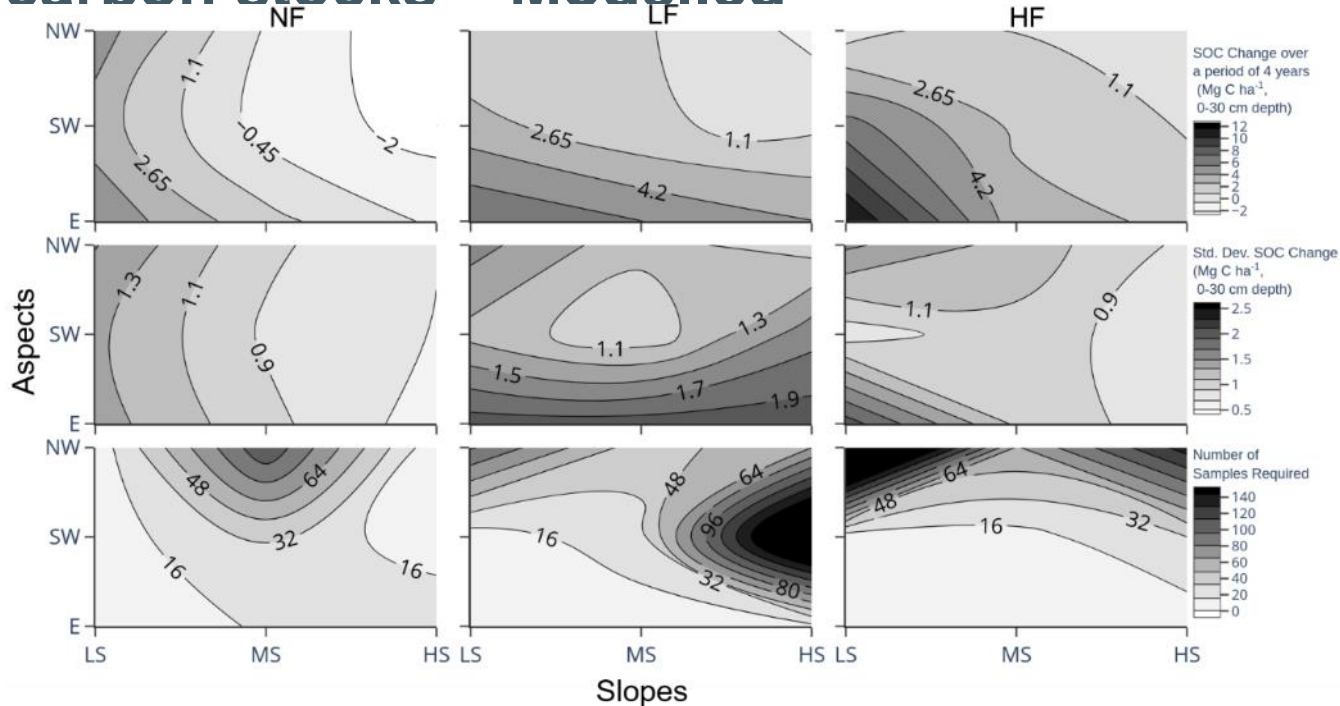 carbon stocks – Modelled
NF
LF
HF
NW
SW
E
1.1
-0.45
-2
2.65
2.65
1.1
4.2
2.65
1.1
4.2
SOC Change over
a period of 4 years
(Mg C ha⁻¹,
0-30 cm depth)
12
10
8
6
4
2
0
−2
Aspects
NW
SW
E
1.3
1.1
0.9
1.1
1.3
1.5
1.7
1.9
1.1
0.9
Std. Dev. SOC Change
(Mg C ha⁻¹,
0-30 cm depth)
2.5
2
1.5
1
0.5
NW
SW
E
48
64
32
16
16
48
64
96
16
32
80
64
48
16
32
Number of
Samples Required
140
120
100
80
60
40
20
0
LS
MS
HS
LS
MS
HS
LS
MS
HS
Slopes